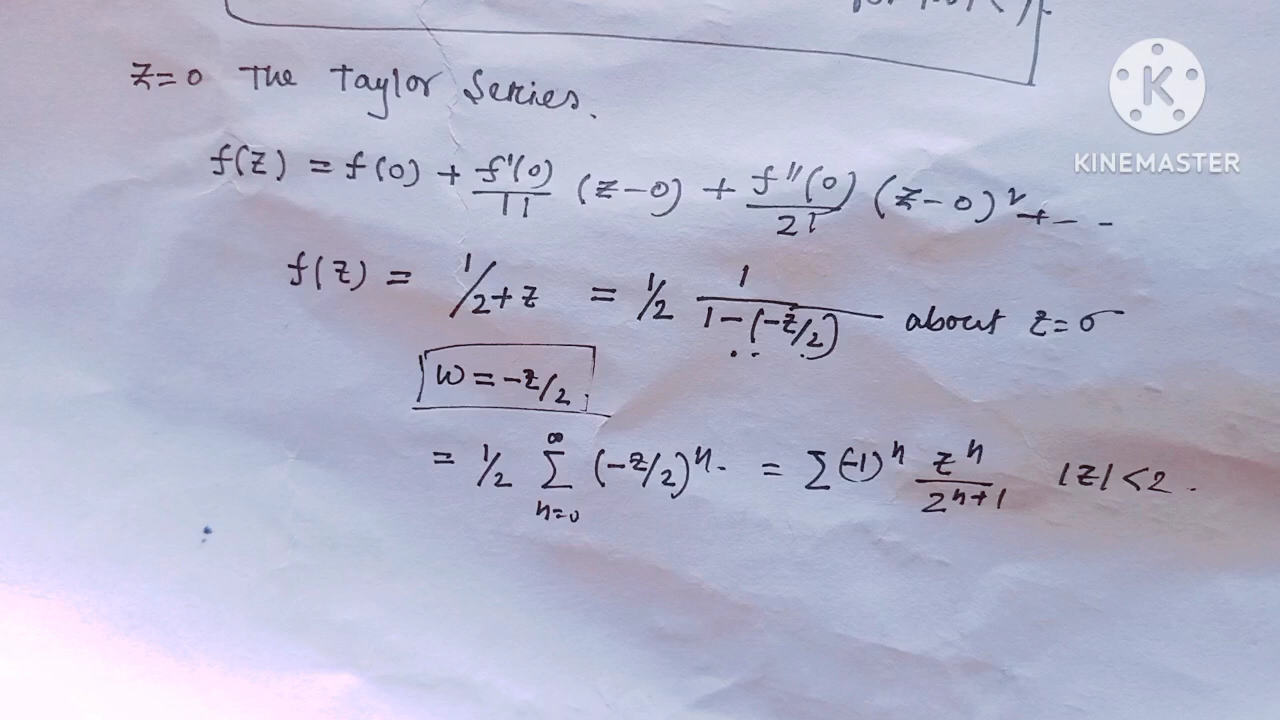 Z=0 The Taylor Series.
K
KINEMASTER
f(z) = f(0) + f'(0)/1! (z-0) + f''(0)/2! (z-0)² + - -
f(z) = 1/2+z = 1/2 1/1-(-z/2) about z=0
w = -z/2
= 1/2 ∑_{n=0}^{∞} (-z/2)^n. = ∑ (-1)^n z^n/2^{n+1} |z|<2.